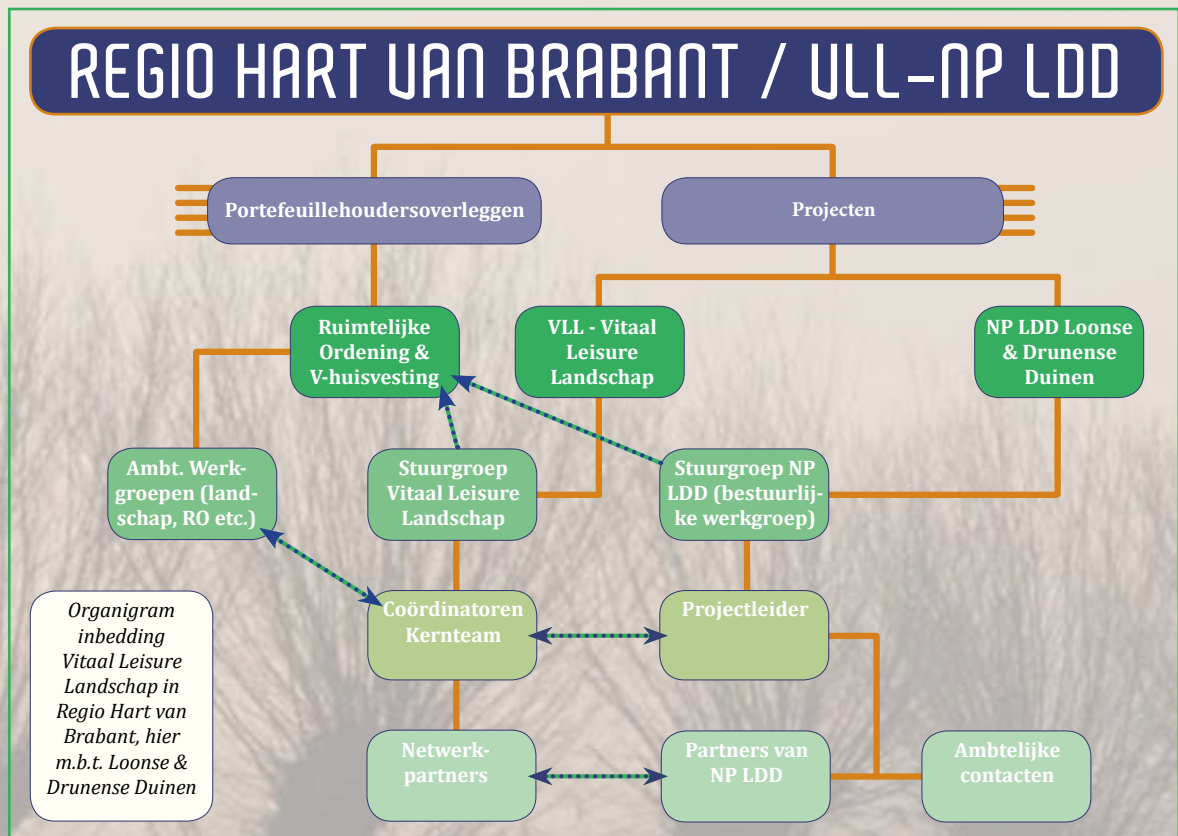 REGIO HART VAN BRABANT / VLL–NP LDD
Portefeuillehoudersoverleggen
Projecten
Ruimtelijke
Ordening &
V-huisvesting
VLL - Vitaal
Leisure
Landschap
NP LDD Loonse
& Drunense
Duinen
Ambt. Werk-
groepen (land-
schap, RO etc.)
Stuurgroep
Vitaal Leisure
Landschap
Stuurgroep NP
LDD (bestuurlij-
ke werkgroep)
Coördinatoren
Kernteam
Projectleider
Organigram
inbedding
Vitaal Leisure
Landschap in
Regio Hart van
Brabant, hier
m.b.t. Loonse &
Drunense Duinen
Netwerk-
partners
Partners van
NP LDD
Ambtelijke
contacten